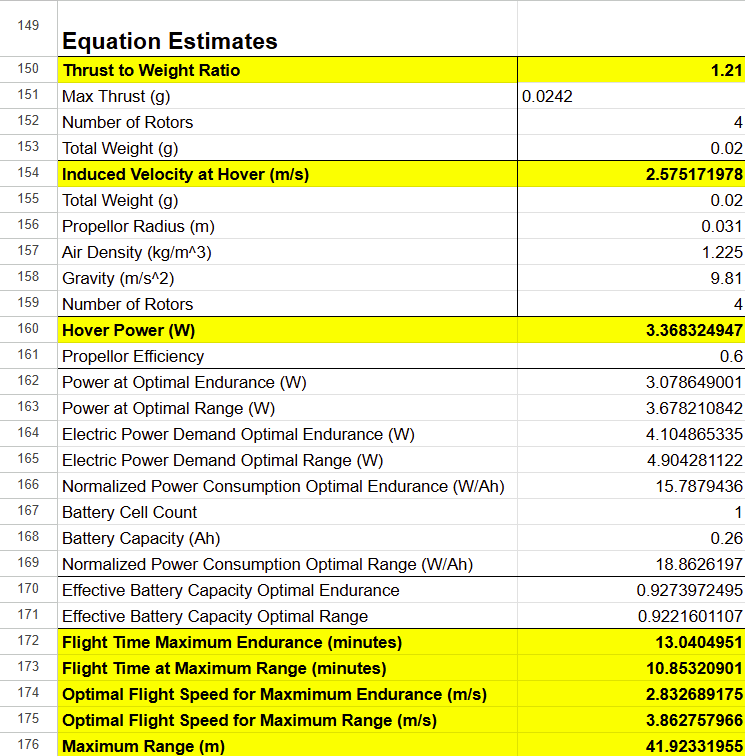 149 Equation Estimates
150 Thrust to Weight Ratio 1.21
151 Max Thrust (g) 0.0242
152 Number of Rotors 4
153 Total Weight (g) 0.02
154 Induced Velocity at Hover (m/s) 2.575171978
155 Total Weight (g) 0.02
156 Propellor Radius (m) 0.031
157 Air Density (kg/m^3) 1.225
158 Gravity (m/s^2) 9.81
159 Number of Rotors 4
160 Hover Power (W) 3.368324947
161 Propellor Efficiency 0.6
162 Power at Optimal Endurance (W) 3.078649001
163 Power at Optimal Range (W) 3.678210842
164 Electric Power Demand Optimal Endurance (W) 4.104865335
165 Electric Power Demand Optimal Range (W) 4.904281122
166 Normalized Power Consumption Optimal Endurance (W/Ah) 15.7879436
167 Battery Cell Count 1
168 Battery Capacity (Ah) 0.26
169 Normalized Power Consumption Optimal Range (W/Ah) 18.8626197
170 Effective Battery Capacity Optimal Endurance 0.9273972495
171 Effective Battery Capacity Optimal Range 0.9221601107
172 Flight Time Maximum Endurance (minutes) 13.0404951
173 Flight Time at Maximum Range (minutes) 10.85320901
174 Optimal Flight Speed for Maxmimum Endurance (m/s) 2.832689175
175 Optimal Flight Speed for Maximum Range (m/s) 3.862757966
176 Maximum Range (m) 41.92331955